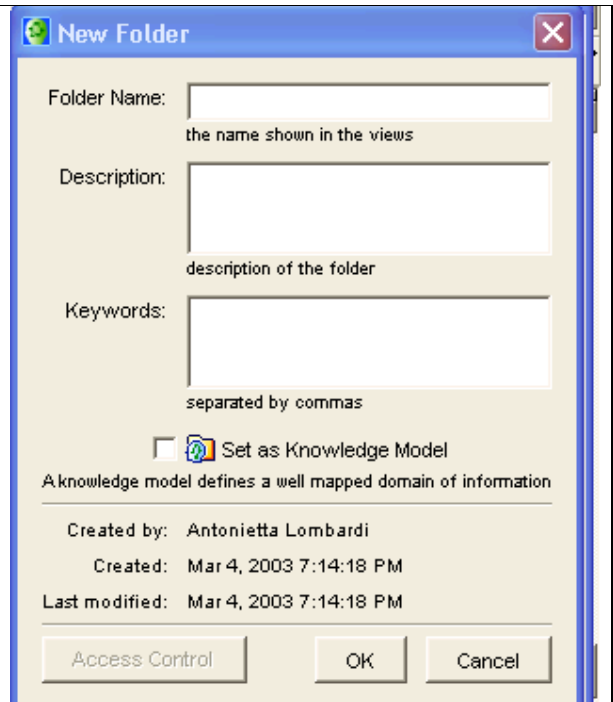 New Folder
Folder Name:
the name shown in the views
Description:
description of the folder
Keywords:
separated by commas
Set as Knowledge Model
A knowledge model defines a well mapped domain of information
Created by: Antonietta Lombardi
Created: Mar 4, 2003 7:14:18 PM
Last modified: Mar 4, 2003 7:14:18 PM
Access Control OK Cancel